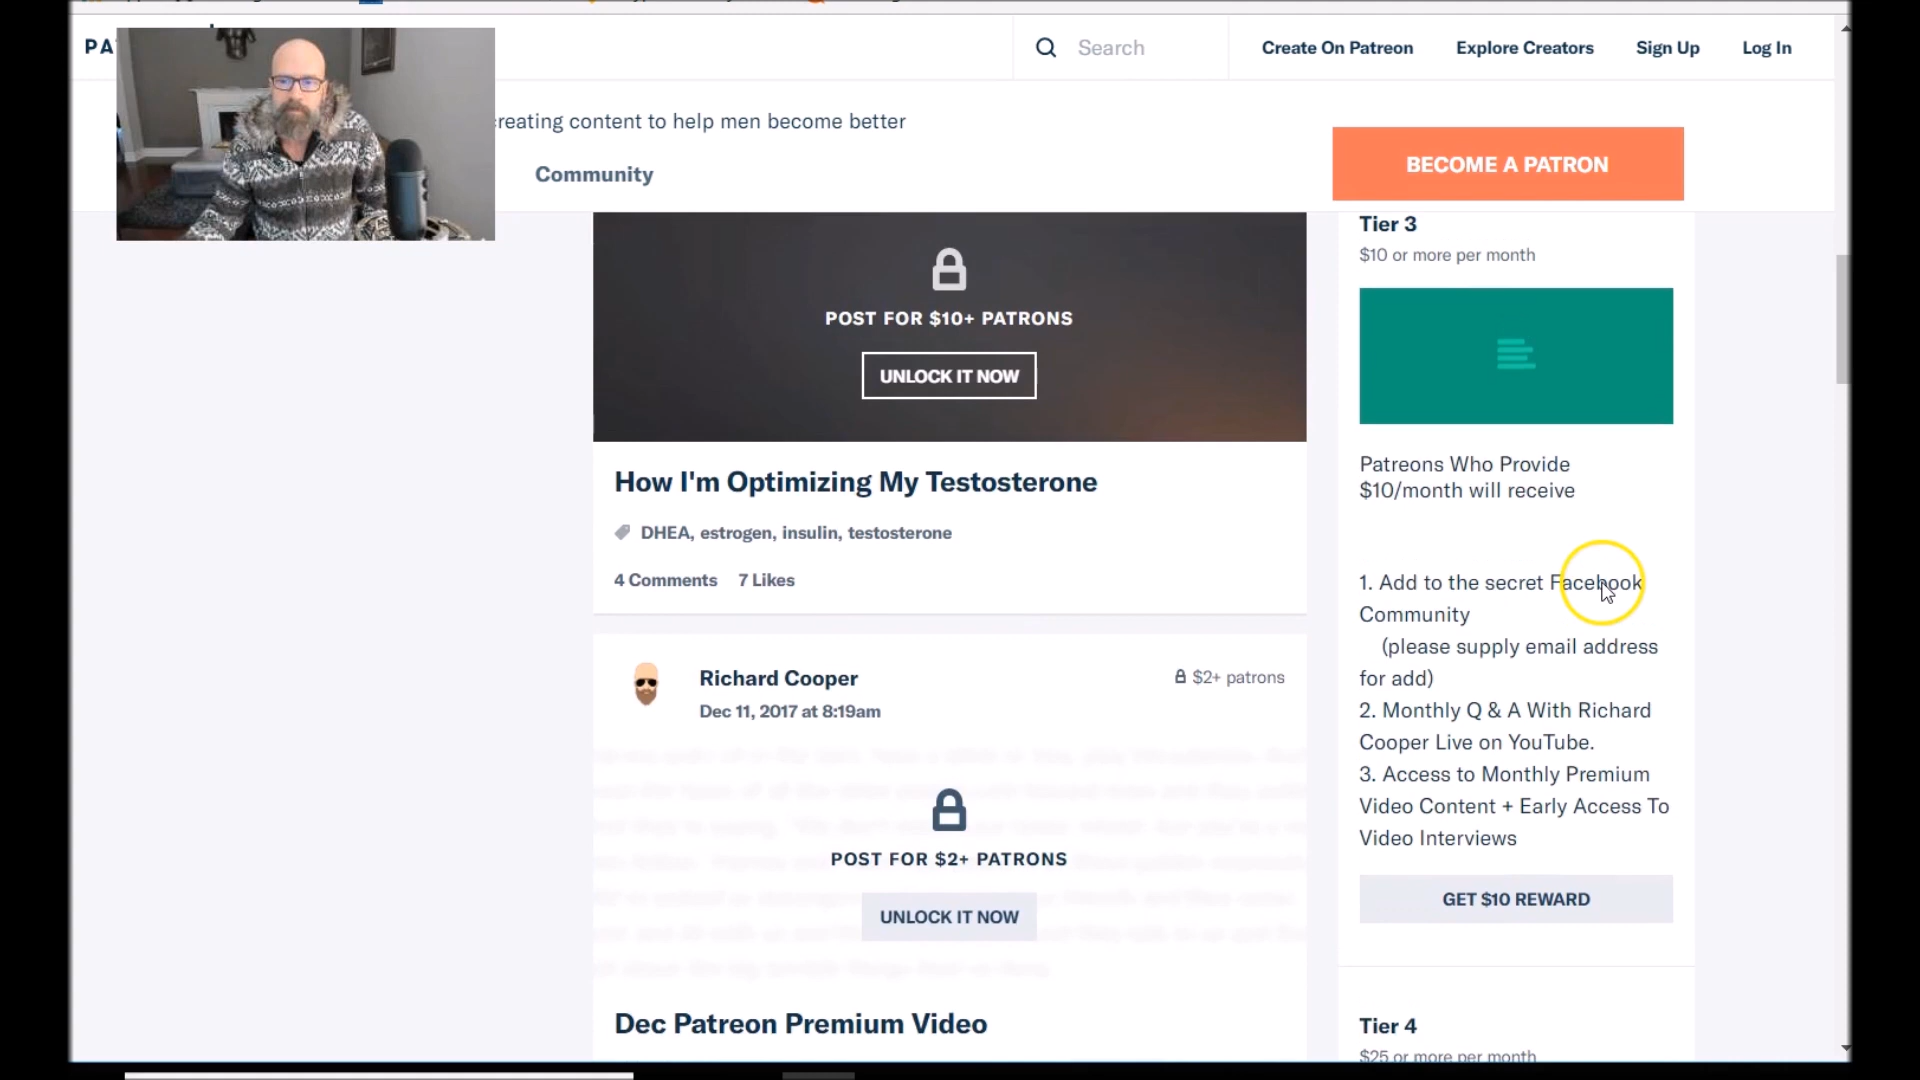 PA
Search
Create On Patreon
Explore Creators
Sign Up
Log In
creating content to help men become better
Community
BECOME A PATRON
POST FOR $10+ PATRONS
UNLOCK IT NOW
How I'm Optimizing My Testosterone
DHEA, estrogen, insulin, testosterone
4 Comments 7 Likes
Richard Cooper
$2+ patrons
Dec 11, 2017 at 8:19am
POST FOR $2+ PATRONS
UNLOCK IT NOW
Dec Patreon Premium Video
Tier 3
$10 or more per month
Patreons Who Provide
$10/month will receive
1. Add to the secret Facebook
Community
(please supply email address
for add)
2. Monthly Q & A With Richard
Cooper Live on YouTube.
3. Access to Monthly Premium
Video Content + Early Access To
Video Interviews
GET $10 REWARD
Tier 4
$25 or more per month